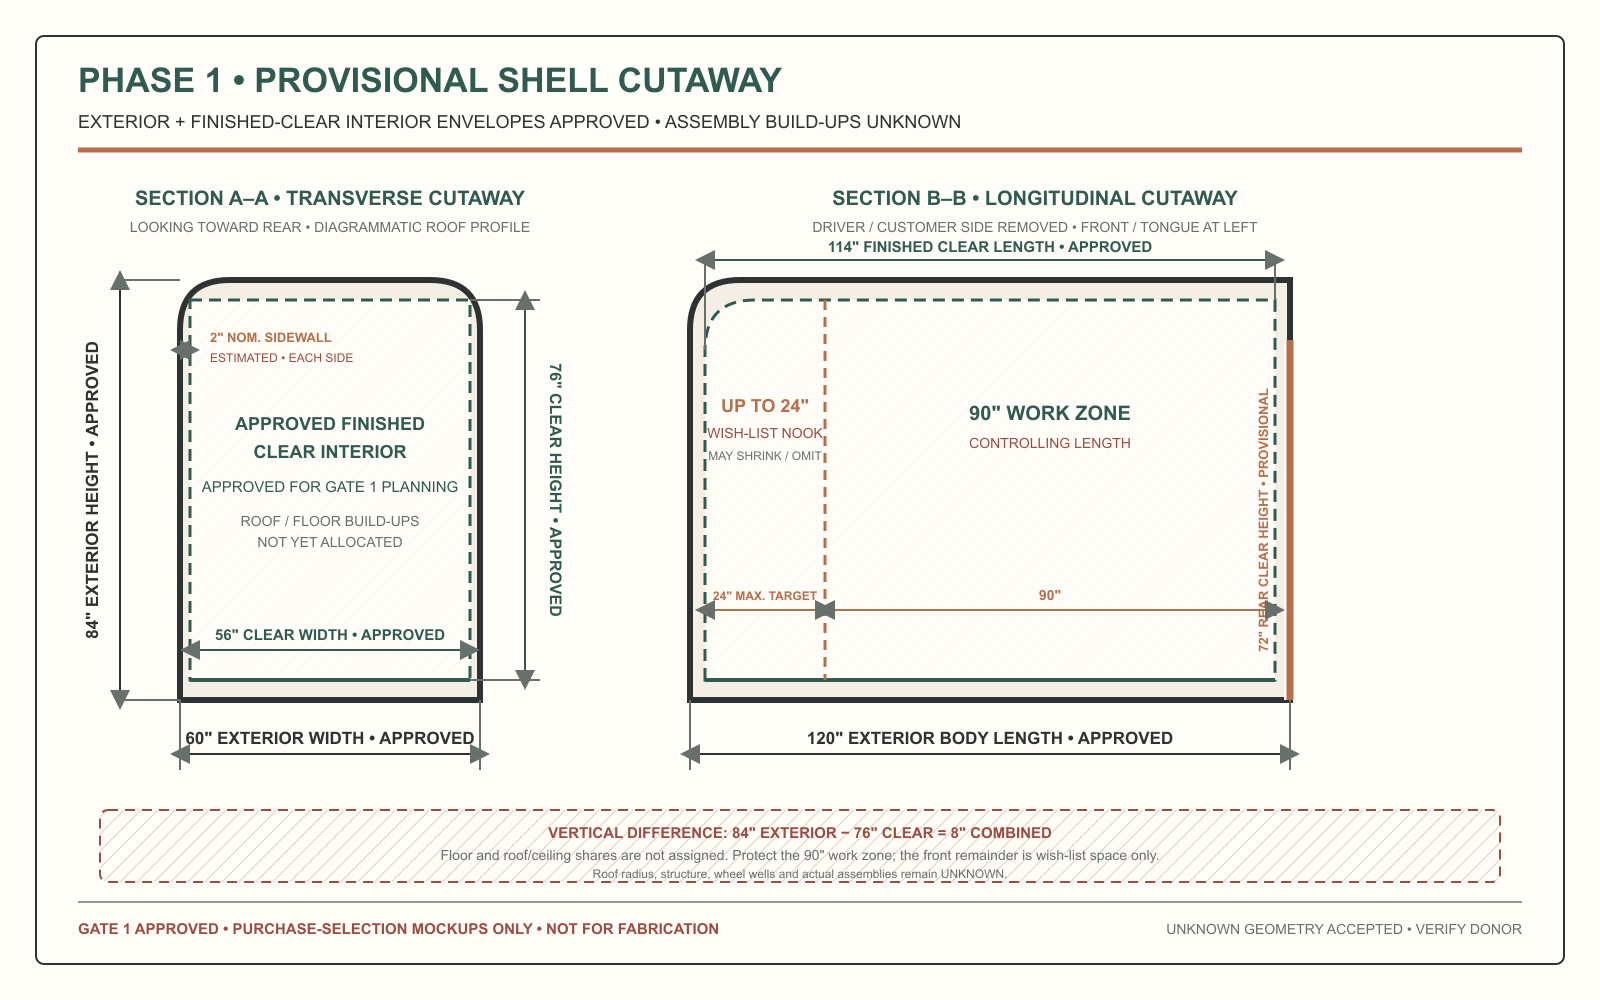 PHASE 1 • PROVISIONAL SHELL CUTAWAY
EXTERIOR + FINISHED-CLEAR INTERIOR ENVELOPES APPROVED • ASSEMBLY BUILD-UPS UNKNOWN
SECTION A–A • TRANSVERSE CUTAWAY
LOOKING TOWARD REAR • DIAGRAMMATIC ROOF PROFILE
84" EXTERIOR HEIGHT • APPROVED
2" NOM. SIDEWALL
ESTIMATED • EACH SIDE
APPROVED FINISHED
CLEAR INTERIOR
APPROVED FOR GATE 1 PLANNING
ROOF / FLOOR BUILD-UPS
NOT YET ALLOCATED
56" CLEAR WIDTH • APPROVED
76" CLEAR HEIGHT • APPROVED
60" EXTERIOR WIDTH • APPROVED
SECTION B–B • LONGITUDINAL CUTAWAY
DRIVER / CUSTOMER SIDE REMOVED • FRONT / TONGUE AT LEFT
114" FINISHED CLEAR LENGTH • APPROVED
UP TO 24"
WISH-LIST NOOK
MAY SHRINK / OMIT
90" WORK ZONE
CONTROLLING LENGTH
24" MAX. TARGET
90"
72" REAR CLEAR HEIGHT • PROVISIONAL
120" EXTERIOR BODY LENGTH • APPROVED
VERTICAL DIFFERENCE: 84" EXTERIOR − 76" CLEAR = 8" COMBINED
Floor and roof/ceiling shares are not assigned. Protect the 90" work zone; the front remainder is wish-list space only.
Roof radius, structure, wheel wells and actual assemblies remain UNKNOWN.
GATE 1 APPROVED • PURCHASE-SELECTION MOCKUPS ONLY • NOT FOR FABRICATION
UNKNOWN GEOMETRY ACCEPTED • VERIFY DONOR